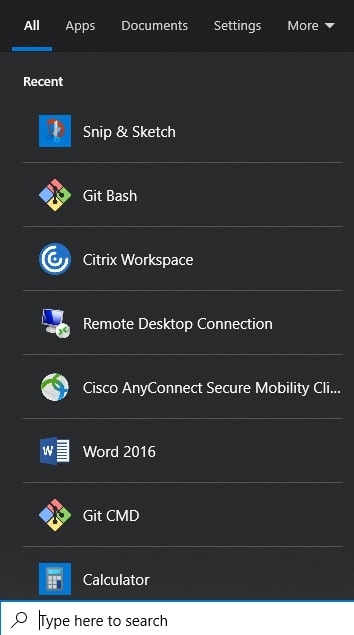 All Apps Documents Settings More
Recent
Snip & Sketch
Git Bash
Citrix Workspace
Remote Desktop Connection
Cisco AnyConnect Secure Mobility Cli...
Word 2016
Git CMD
Calculator
Type here to search